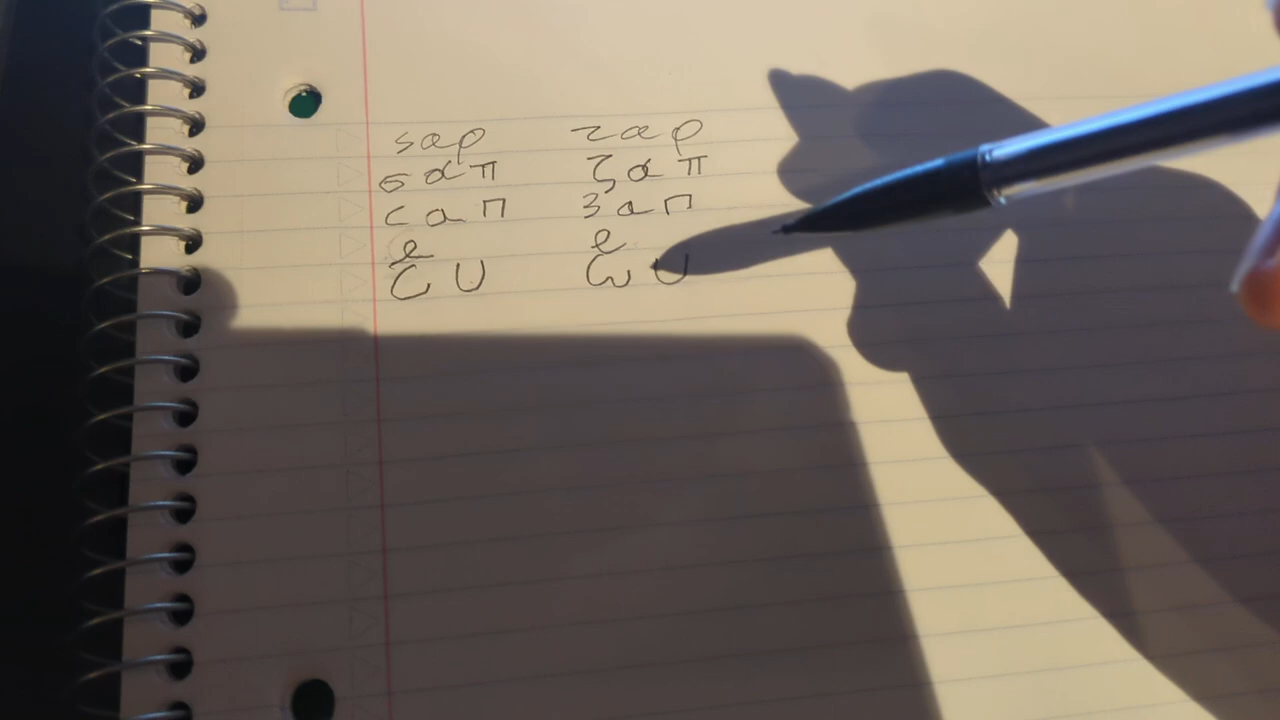 sap zap
σαπ ζαπ
сап зап